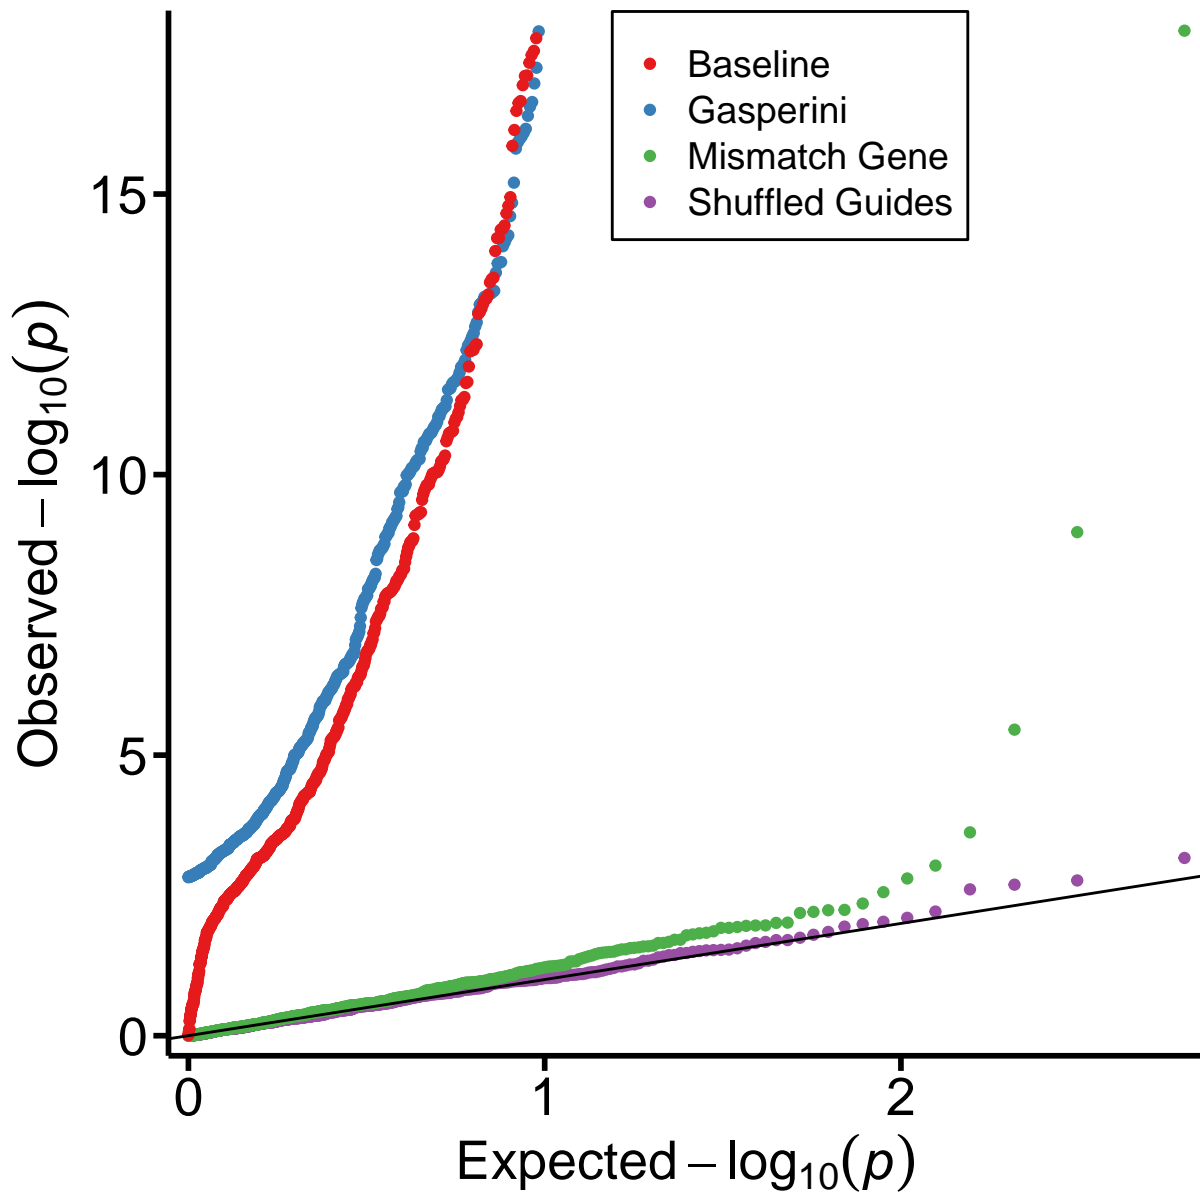 Baseline
Gasperini
Mismatch Gene
Shuffled Guides
15
10
5
0
Observed −log₁₀(p)
0 1 2
Expected −log₁₀(p)